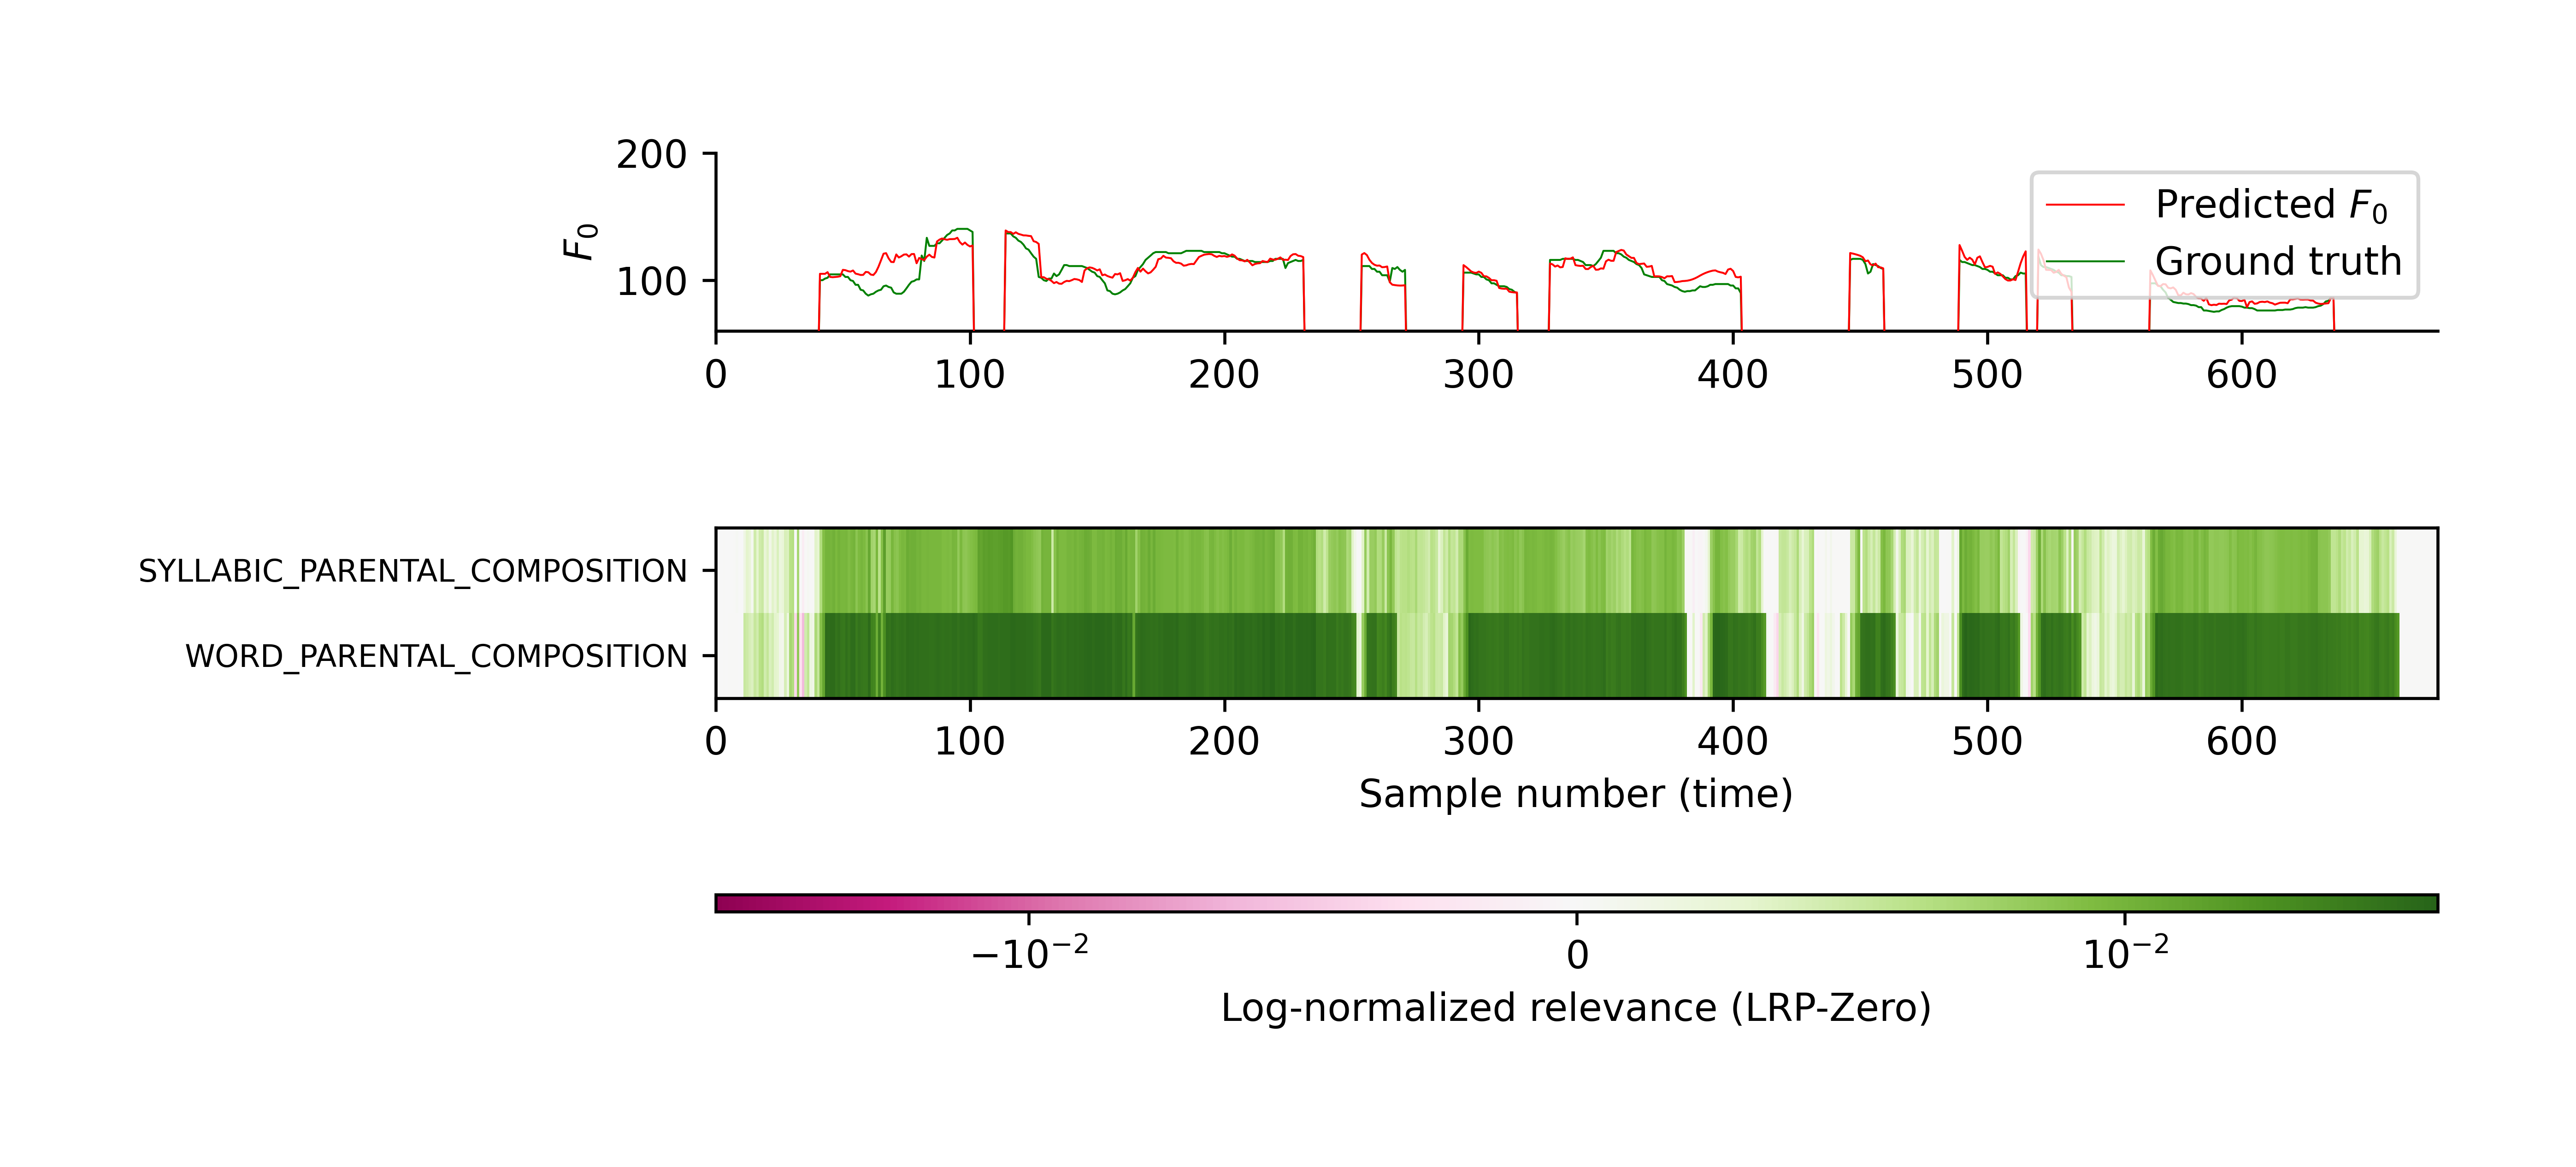 200
100
F₀
Predicted F₀
Ground truth
0 100 200 300 400 500 600
SYLLABIC_PARENTAL_COMPOSITION
WORD_PARENTAL_COMPOSITION
0 100 200 300 400 500 600
Sample number (time)
−10⁻² 0 10⁻²
Log-normalized relevance (LRP-Zero)